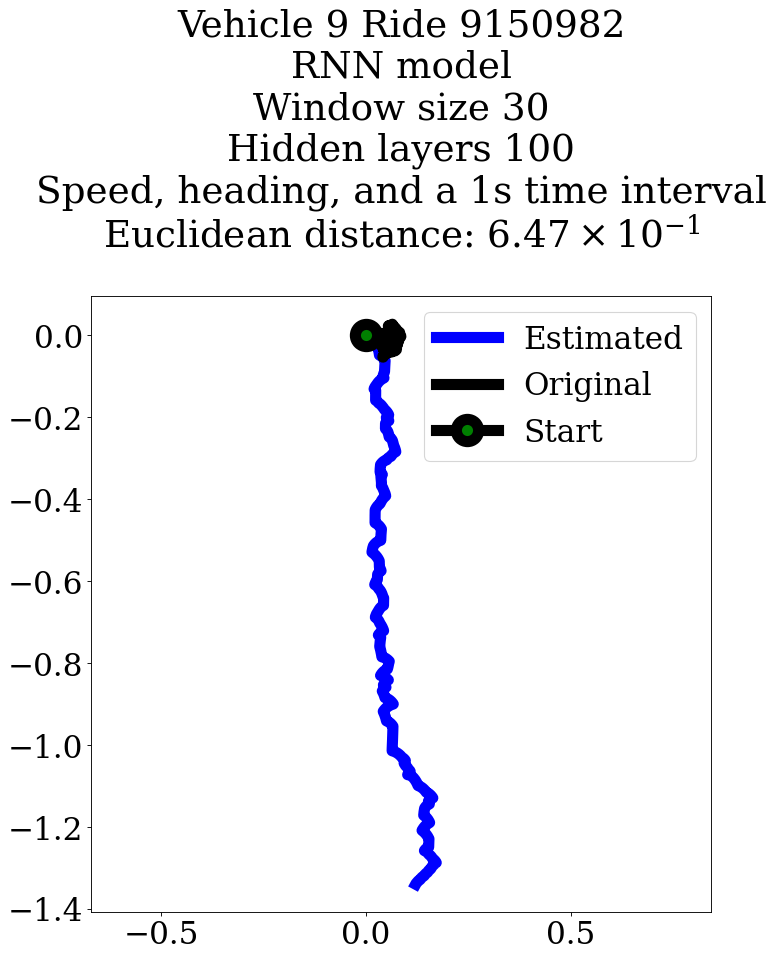 Vehicle 9 Ride 9150982
RNN model
Window size 30
Hidden layers 100
Speed, heading, and a 1s time interval
Euclidean distance: 6.47 × 10⁻¹
Estimated
Original
Start
0.0
−0.2
−0.4
−0.6
−0.8
−1.0
−1.2
−1.4
−0.5
0.0
0.5